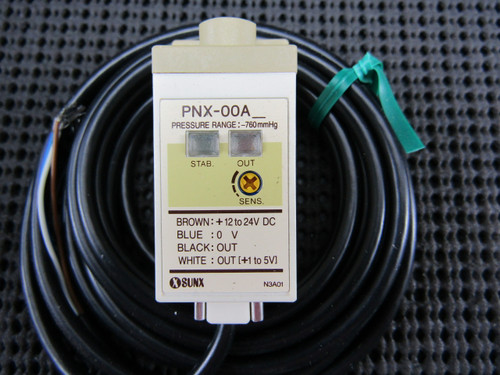 PNX-00A__
PRESSURE RANGE:-760mmHg
STAB. OUT
SENS.
BROWN:+12 to 24V DC
BLUE :0 V
BLACK:OUT
WHITE :OUT [+1 to 5V]
SUNX N3A01